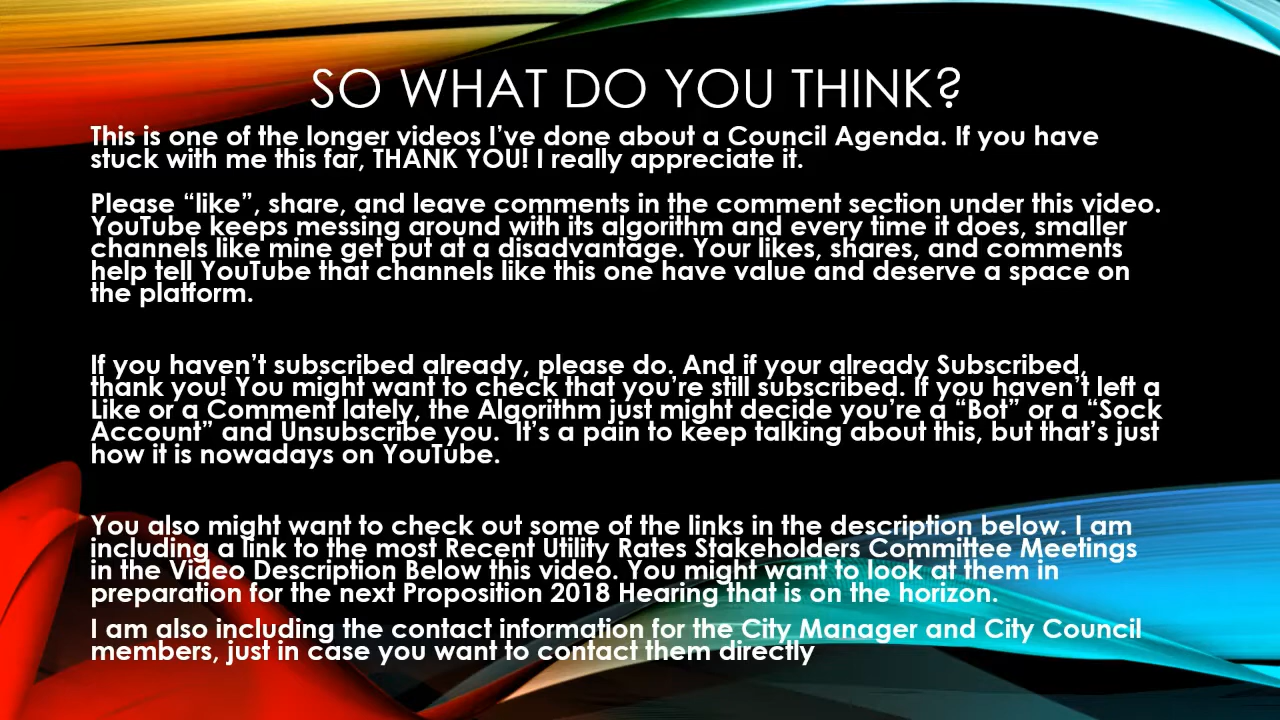 SO WHAT DO YOU THINK?
This is one of the longer videos I’ve done about a Council Agenda. If you have
stuck with me this far, THANK YOU! I really appreciate it.
Please “like”, share, and leave comments in the comment section under this video.
YouTube keeps messing around with its algorithm and every time it does, smaller
channels like mine get put at a disadvantage. Your likes, shares, and comments
help tell YouTube that channels like this one have value and deserve a space on
the platform.
If you haven’t subscribed already, please do. And if your already Subscribed,
thank you! You might want to check that you’re still subscribed. If you haven’t left a
Like or a Comment lately, the Algorithm just might decide you’re a “Bot” or a “Sock
Account” and Unsubscribe you.  It’s a pain to keep talking about this, but that’s just
how it is nowadays on YouTube.
You also might want to check out some of the links in the description below. I am
including a link to the most Recent Utility Rates Stakeholders Committee Meetings
in the Video Description Below this video. You might want to look at them in
preparation for the next Proposition 2018 Hearing that is on the horizon.
I am also including the contact information for the City Manager and City Council
members, just in case you want to contact them directly